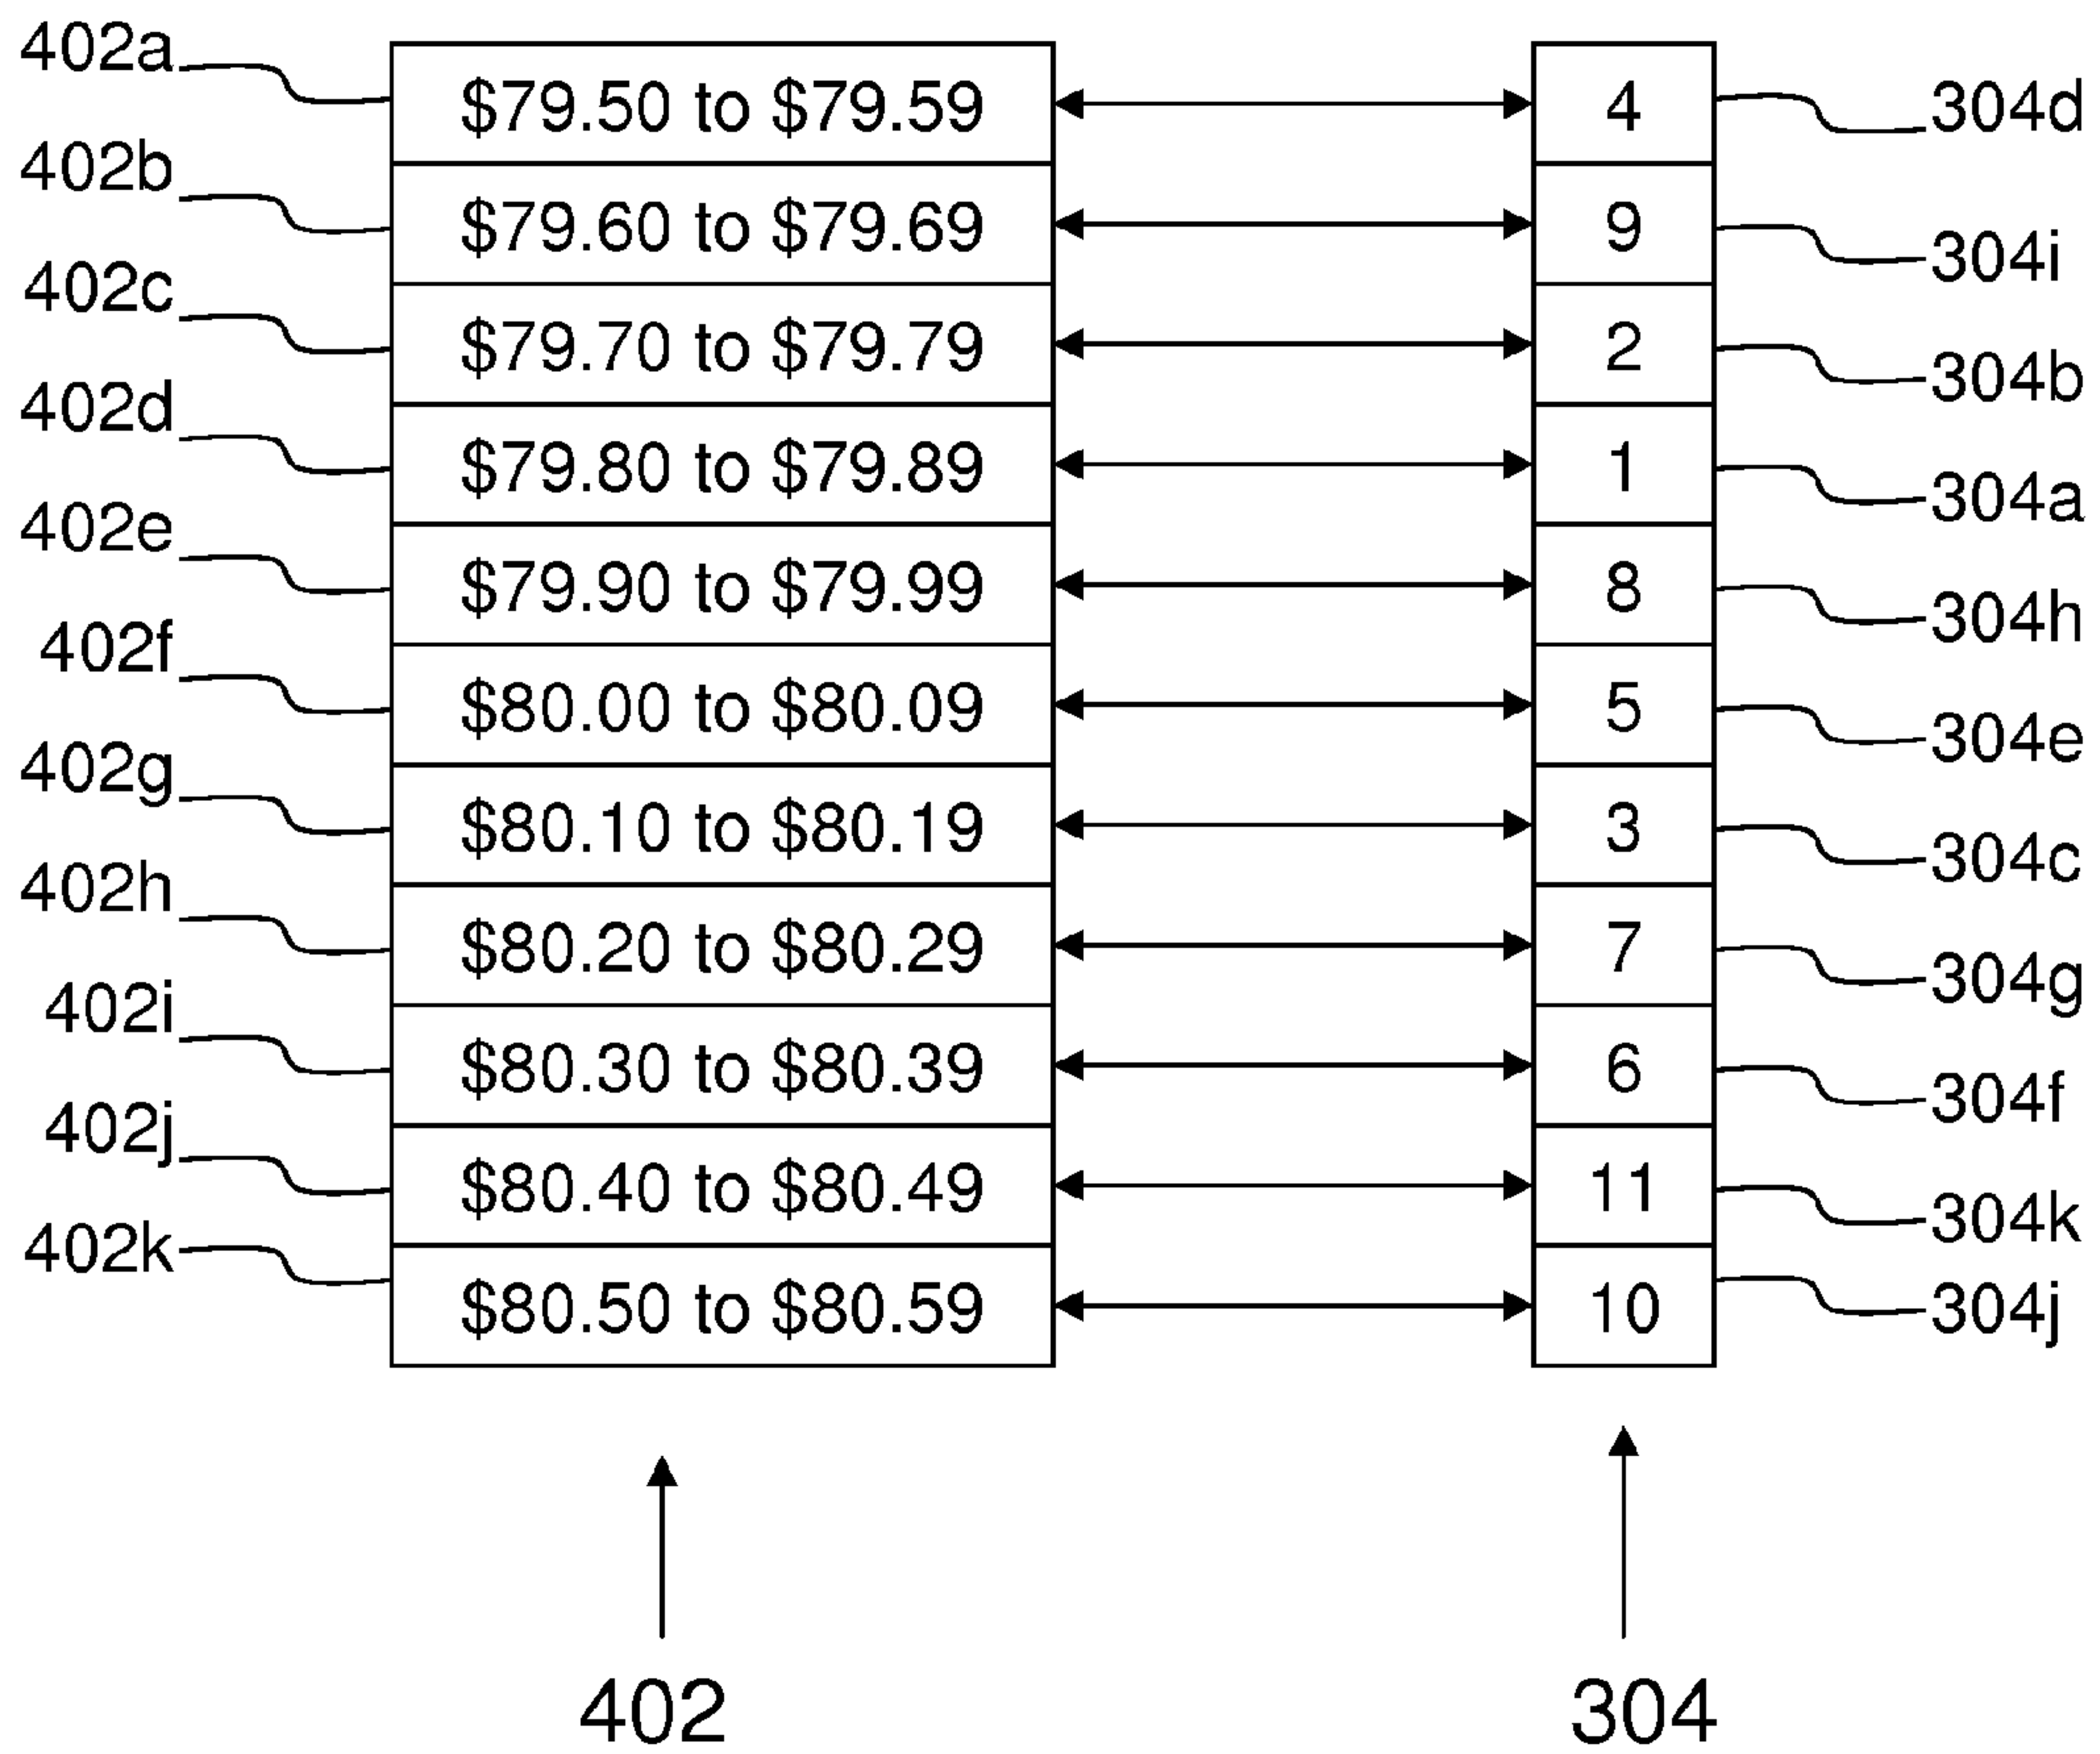 402a $79.50 to $79.59 4 304d
402b $79.60 to $79.69 9 304i
402c $79.70 to $79.79 2 304b
402d $79.80 to $79.89 1 304a
402e $79.90 to $79.99 8 304h
402f $80.00 to $80.09 5 304e
402g $80.10 to $80.19 3 304c
402h $80.20 to $80.29 7 304g
402i $80.30 to $80.39 6 304f
402j $80.40 to $80.49 11 304k
402k $80.50 to $80.59 10 304j
402 304